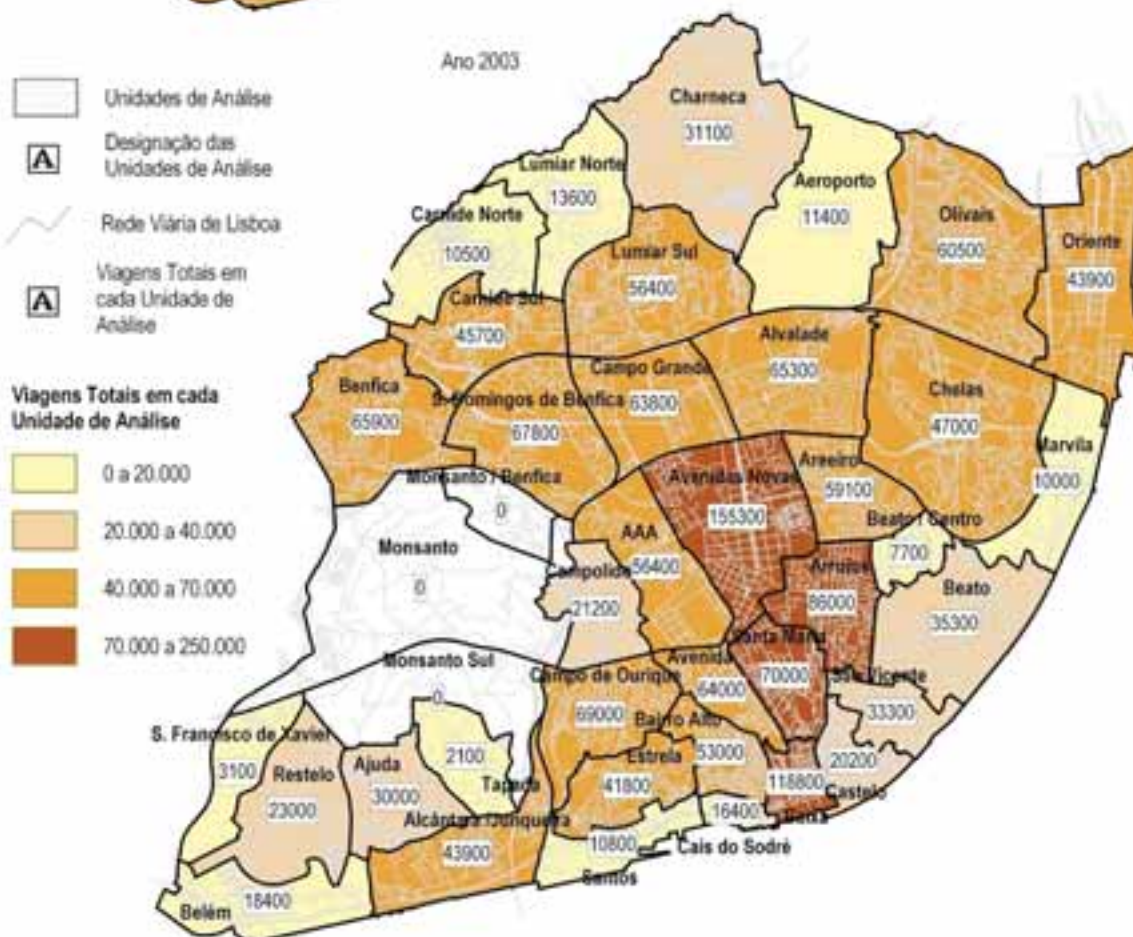 Ano 2003
Unidades de Análise
A
Designação das
Unidades de Análise
Rede Viária de Lisboa
A
Viagens Totais em
cada Unidade de
Análise
Viagens Totais em cada
Unidade de Análise
0 a 20.000
20.000 a 40.000
40.000 a 70.000
70.000 a 250.000
Charneca
31100
Lumiar Norte
13600
Aeroporto
11400
Carnide Norte
10500
Olivais
60500
Oriente
43900
Lumiar Sul
56400
Carnide Sul
45700
Alvalade
65300
Campo Grande
63800
Benfica
65900
S. Domingos de Benfica
67800
Chelas
47000
Marvila
10000
Monsanto / Benfica
0
Avenidas Novas
155300
Areeiro
59100
Beato / Centro
7700
AAA
56400
Monsanto
0
Campolide
21200
Arroios
86000
Beato
35300
Santa Marta
70000
Monsanto Sul
0
Campo de Ourique
69000
Avenida
64000
São Vicente
33300
S. Francisco de Xaviel
3100
Restelo
23000
Ajuda
30000
2100
Tapada
Bairro Alto
53000
Estrela
41800
118800
Baixa
20200
Castelo
Alcântara /Junqueira
43900
16400
Cais do Sodré
10800
Santos
Belém
18400